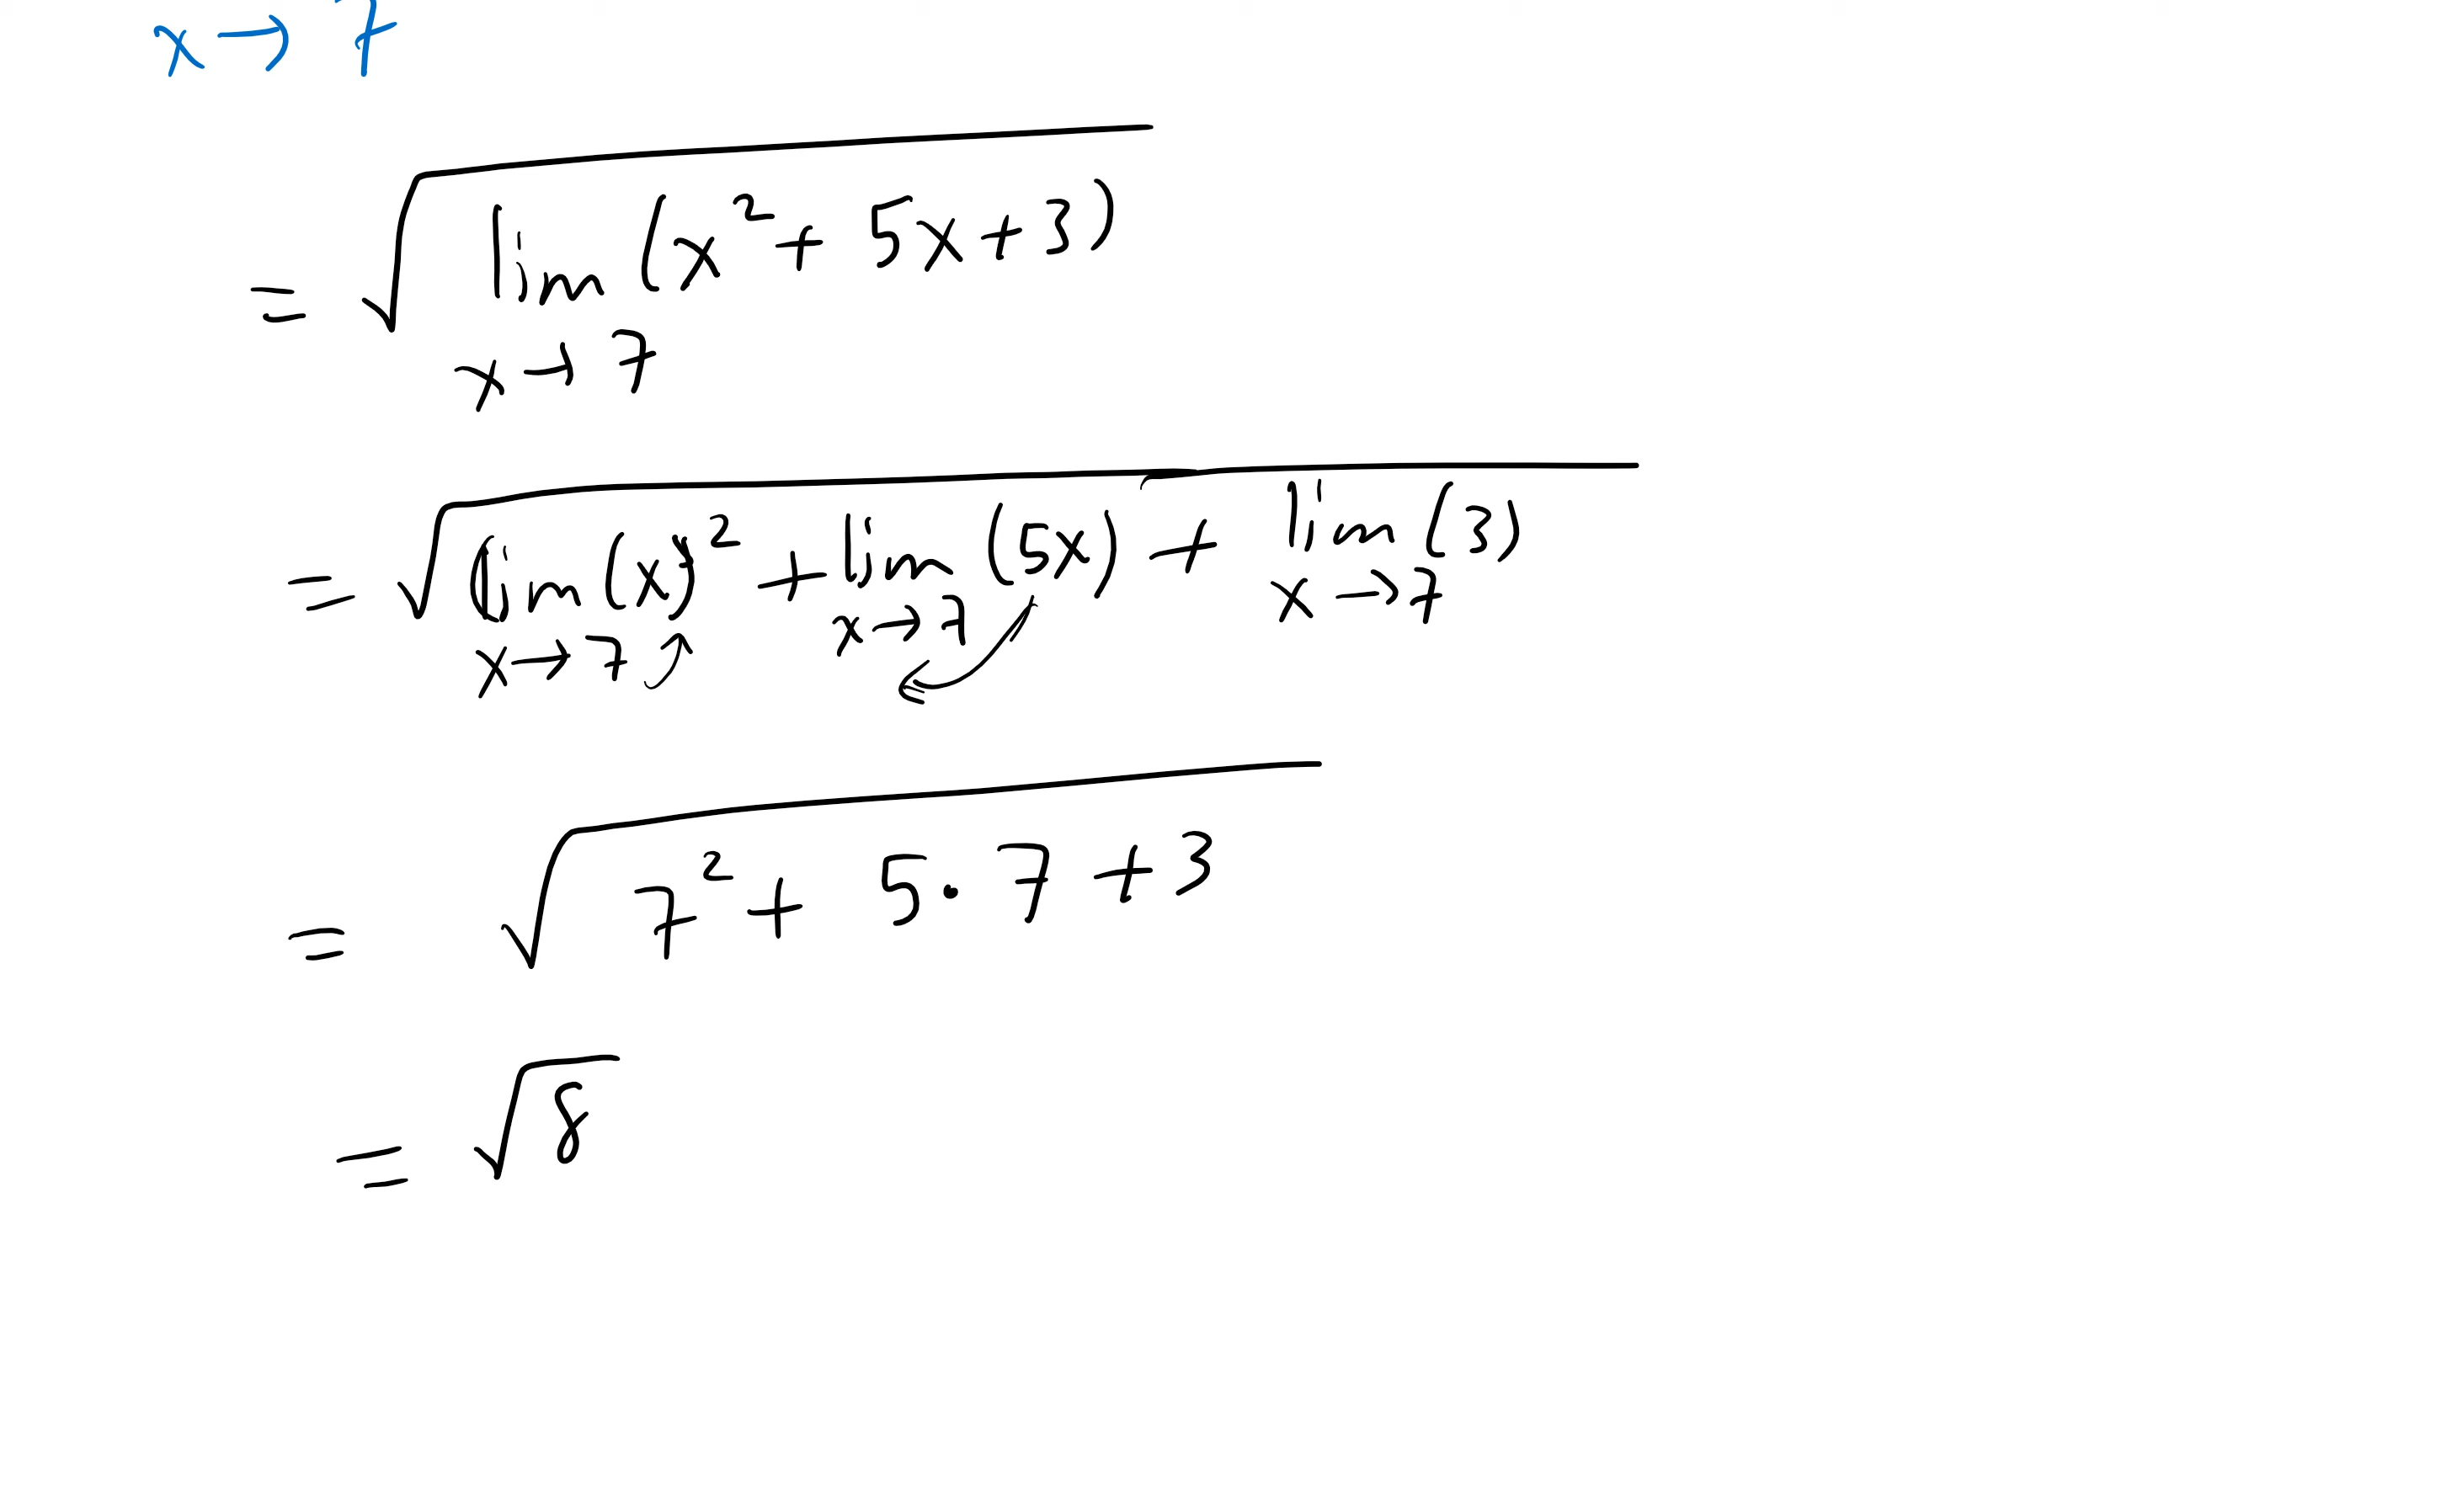 x → 7
= √(lim (x² + 5x + 3))
x → 7
= √((lim (x))² + lim (5x) + lim (3))
x → 7 x → 7 x → 7
= √(7² + 5 · 7 + 3)
= √8